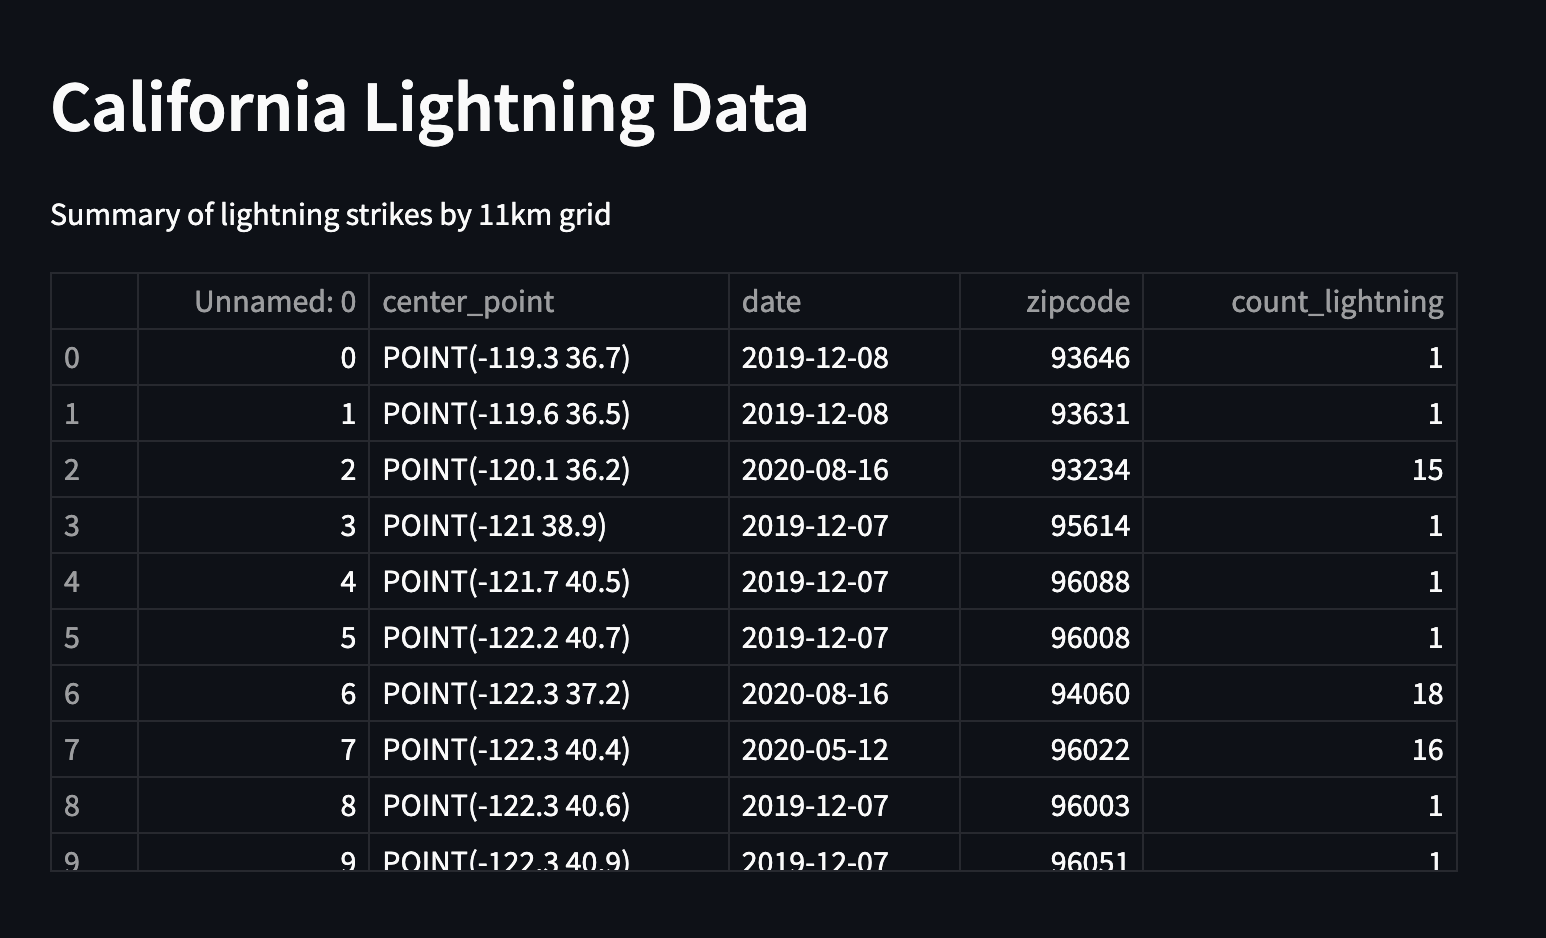 California Lightning Data
Summary of lightning strikes by 11km grid
Unnamed: 0 center_point date zipcode count_lightning
0 0 POINT(-119.3 36.7) 2019-12-08 93646 1
1 1 POINT(-119.6 36.5) 2019-12-08 93631 1
2 2 POINT(-120.1 36.2) 2020-08-16 93234 15
3 3 POINT(-121 38.9) 2019-12-07 95614 1
4 4 POINT(-121.7 40.5) 2019-12-07 96088 1
5 5 POINT(-122.2 40.7) 2019-12-07 96008 1
6 6 POINT(-122.3 37.2) 2020-08-16 94060 18
7 7 POINT(-122.3 40.4) 2020-05-12 96022 16
8 8 POINT(-122.3 40.6) 2019-12-07 96003 1
9 9 POINT(-122.3 40.9) 2019-12-07 96051 1